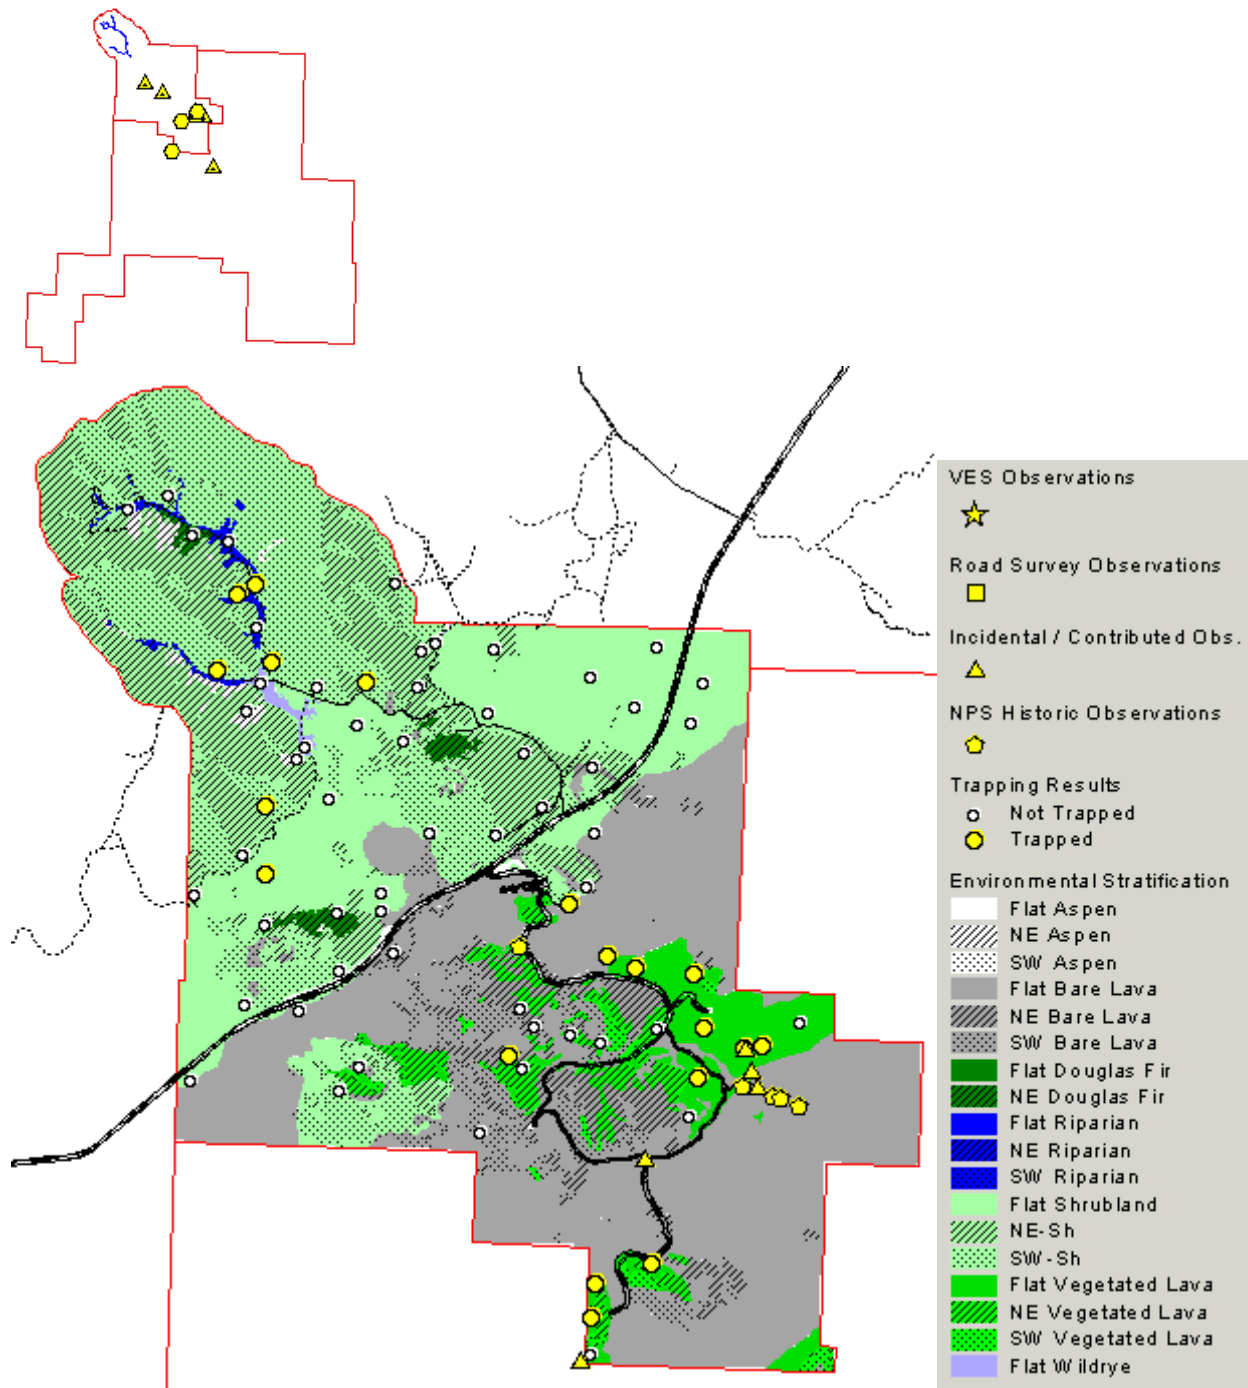 VES Observations
Road Survey Observations
Incidental / Contributed Obs.
NPS Historic Observations
Trapping Results
Not Trapped
Trapped
Environmental Stratification
Flat Aspen
NE Aspen
SW Aspen
Flat Bare Lava
NE Bare Lava
SW Bare Lava
Flat Douglas Fir
NE Douglas Fir
Flat Riparian
NE Riparian
SW Riparian
Flat Shrubland
NE-Sh
SW-Sh
Flat Vegetated Lava
NE Vegetated Lava
SW Vegetated Lava
Flat Wildrye